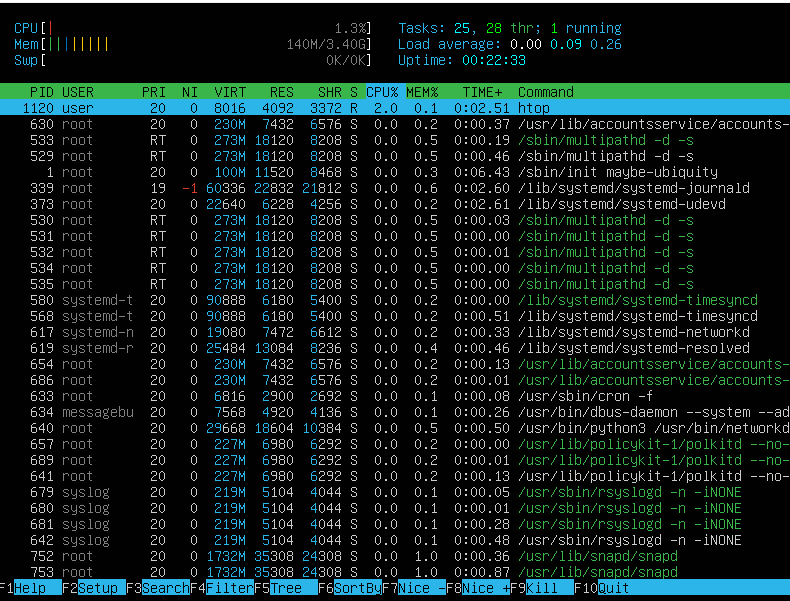 CPU[| 1.3%] Tasks: 25, 28 thr; 1 running
Mem[|||||||| 140M/3.40G] Load average: 0.00 0.09 0.26
Swp[ 0K/0K] Uptime: 00:22:33
PID USER PRI NI VIRT RES SHR S CPU% MEM% TIME+ Command
1120 user 20 0 8016 4092 3372 R 2.0 0.1 0:02.51 htop
630 root 20 0 230M 7432 6576 S 0.0 0.2 0:00.37 /usr/lib/accountsservice/accounts-
533 root RT 0 273M 18120 8208 S 0.0 0.5 0:00.19 /sbin/multipathd -d -s
529 root RT 0 273M 18120 8208 S 0.0 0.5 0:00.46 /sbin/multipathd -d -s
1 root 20 0 100M 11520 8468 S 0.0 0.3 0:06.43 /sbin/init maybe-ubiquity
339 root 19 -1 60336 22832 21812 S 0.0 0.6 0:02.60 /lib/systemd/systemd-journald
373 root 20 0 22640 6228 4256 S 0.0 0.2 0:02.61 /lib/systemd/systemd-udevd
530 root RT 0 273M 18120 8208 S 0.0 0.5 0:00.03 /sbin/multipathd -d -s
531 root RT 0 273M 18120 8208 S 0.0 0.5 0:00.00 /sbin/multipathd -d -s
532 root RT 0 273M 18120 8208 S 0.0 0.5 0:00.01 /sbin/multipathd -d -s
534 root RT 0 273M 18120 8208 S 0.0 0.5 0:00.00 /sbin/multipathd -d -s
535 root RT 0 273M 18120 8208 S 0.0 0.5 0:00.00 /sbin/multipathd -d -s
580 systemd-t 20 0 90888 6180 5400 S 0.0 0.2 0:00.00 /lib/systemd/systemd-timesyncd
568 systemd-t 20 0 90888 6180 5400 S 0.0 0.2 0:00.51 /lib/systemd/systemd-timesyncd
617 systemd-n 20 0 19080 7472 6612 S 0.0 0.2 0:00.33 /lib/systemd/systemd-networkd
619 systemd-r 20 0 25484 13084 8236 S 0.0 0.4 0:00.46 /lib/systemd/systemd-resolved
654 root 20 0 230M 7432 6576 S 0.0 0.2 0:00.13 /usr/lib/accountsservice/accounts-
686 root 20 0 230M 7432 6576 S 0.0 0.2 0:00.01 /usr/lib/accountsservice/accounts-
633 root 20 0 6816 2900 2692 S 0.0 0.1 0:00.08 /usr/sbin/cron -f
634 messagebu 20 0 7568 4920 4136 S 0.0 0.1 0:00.26 /usr/bin/dbus-daemon --system --ad
640 root 20 0 29668 18604 10384 S 0.0 0.5 0:00.50 /usr/bin/python3 /usr/bin/networkd
657 root 20 0 227M 6980 6292 S 0.0 0.2 0:00.00 /usr/lib/policykit-1/polkitd --no-
689 root 20 0 227M 6980 6292 S 0.0 0.2 0:00.01 /usr/lib/policykit-1/polkitd --no-
641 root 20 0 227M 6980 6292 S 0.0 0.2 0:00.13 /usr/lib/policykit-1/polkitd --no-
679 syslog 20 0 219M 5104 4044 S 0.0 0.1 0:00.05 /usr/sbin/rsyslogd -n -iNONE
680 syslog 20 0 219M 5104 4044 S 0.0 0.1 0:00.01 /usr/sbin/rsyslogd -n -iNONE
681 syslog 20 0 219M 5104 4044 S 0.0 0.1 0:00.28 /usr/sbin/rsyslogd -n -iNONE
642 syslog 20 0 219M 5104 4044 S 0.0 0.1 0:00.48 /usr/sbin/rsyslogd -n -iNONE
752 root 20 0 1732M 35308 24308 S 0.0 1.0 0:00.36 /usr/lib/snapd/snapd
753 root 20 0 1732M 35308 24308 S 0.0 1.0 0:00.87 /usr/lib/snapd/snapd
F1Help F2Setup F3SearchF4FilterF5Tree F6SortByF7Nice -F8Nice +F9Kill F10Quit